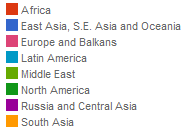 Africa
East Asia, S.E. Asia and Oceania
Europe and Balkans
Latin America
Middle East
North America
Russia and Central Asia
South Asia